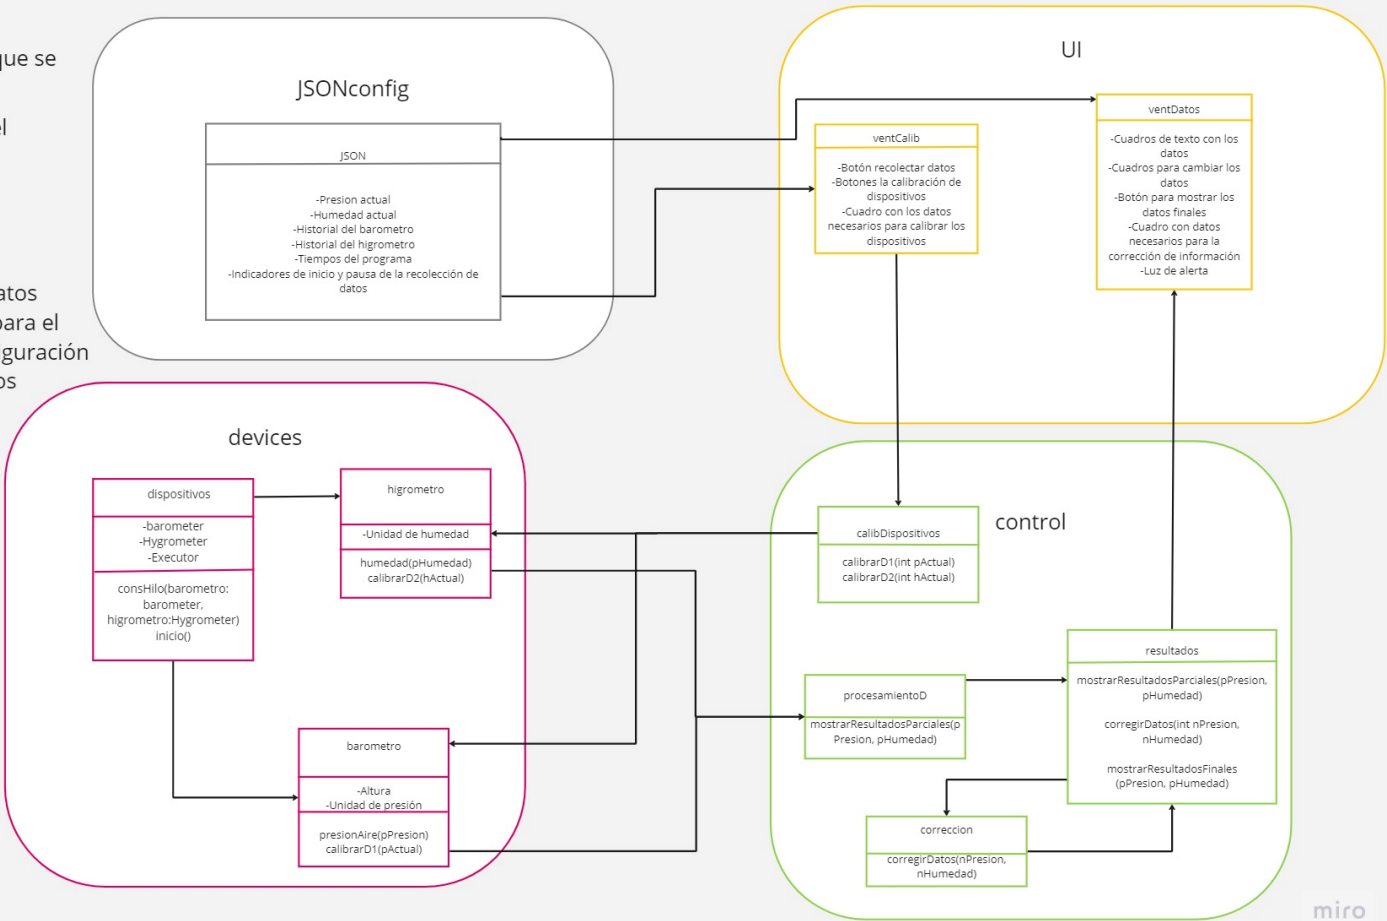 que se
el
atos
para el
iguración
os
JSONconfig
JSON
-Presion actual
-Humedad actual
-Historial del barometro
-Historial del higrometro
-Tiempos del programa
-Indicadores de inicio y pausa de la recolección de
datos
UI
ventCalib
-Botón recolectar datos
-Botones la calibración de
dispositivos
-Cuadro con los datos
necesarios para calibrar los
dispositivos
ventDatos
-Cuadros de texto con los
datos
-Cuadros para cambiar los
datos
-Botón para mostrar los
datos finales
-Cuadro con datos
necesarios para la
corrección de información
-Luz de alerta
devices
dispositivos
-barometer
-Hygrometer
-Executor
consHilo(barometro:
barometer,
higrometro:Hygrometer)
inicio()
higrometro
-Unidad de humedad
humedad(pHumedad)
calibrarD2(hActual)
barometro
-Altura
-Unidad de presión
presionAire(pPresion)
calibrarD1(pActual)
control
calibDispositivos
calibrarD1(int pActual)
calibrarD2(int hActual)
procesamientoD
mostrarResultadosParciales(p
Presion, pHumedad)
resultados
mostrarResultadosParciales(pPresion,
pHumedad)
corregirDatos(int nPresion,
nHumedad)
mostrarResultadosFinales
(pPresion, pHumedad)
correccion
corregirDatos(nPresion,
nHumedad)
miro